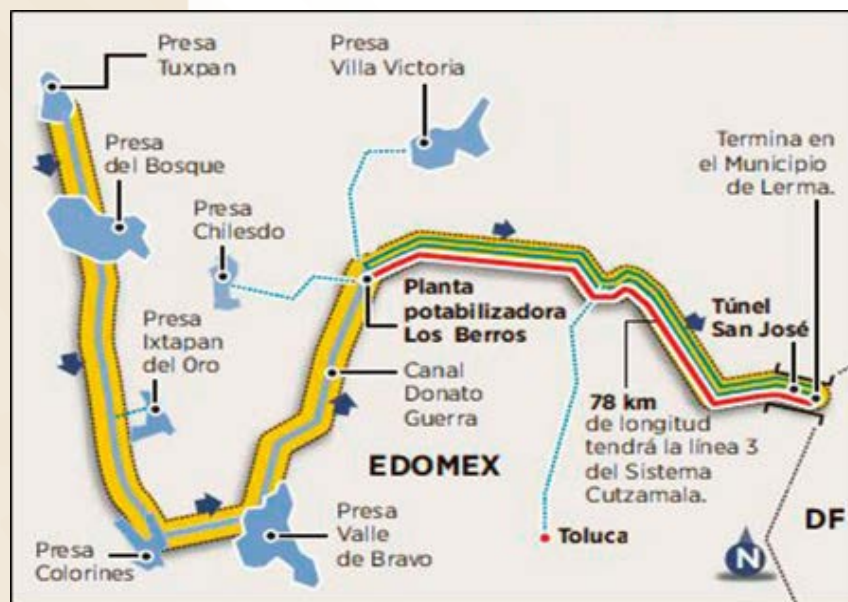 Presa
Tuxpan
Presa
Villa Victoria
Presa
del Bosque
Termina en
el Municipio
de Lerma.
Presa
Chilesdo
Planta
potabilizadora
Los Berros
Túnel
San José
Presa
Ixtapan
del Oro
Canal
Donato
Guerra
78 km
de longitud
tendrá la línea 3
del Sistema
Cutzamala.
EDOMEX
Presa
Valle
de Bravo
Presa
Colorines
Toluca
DF
N